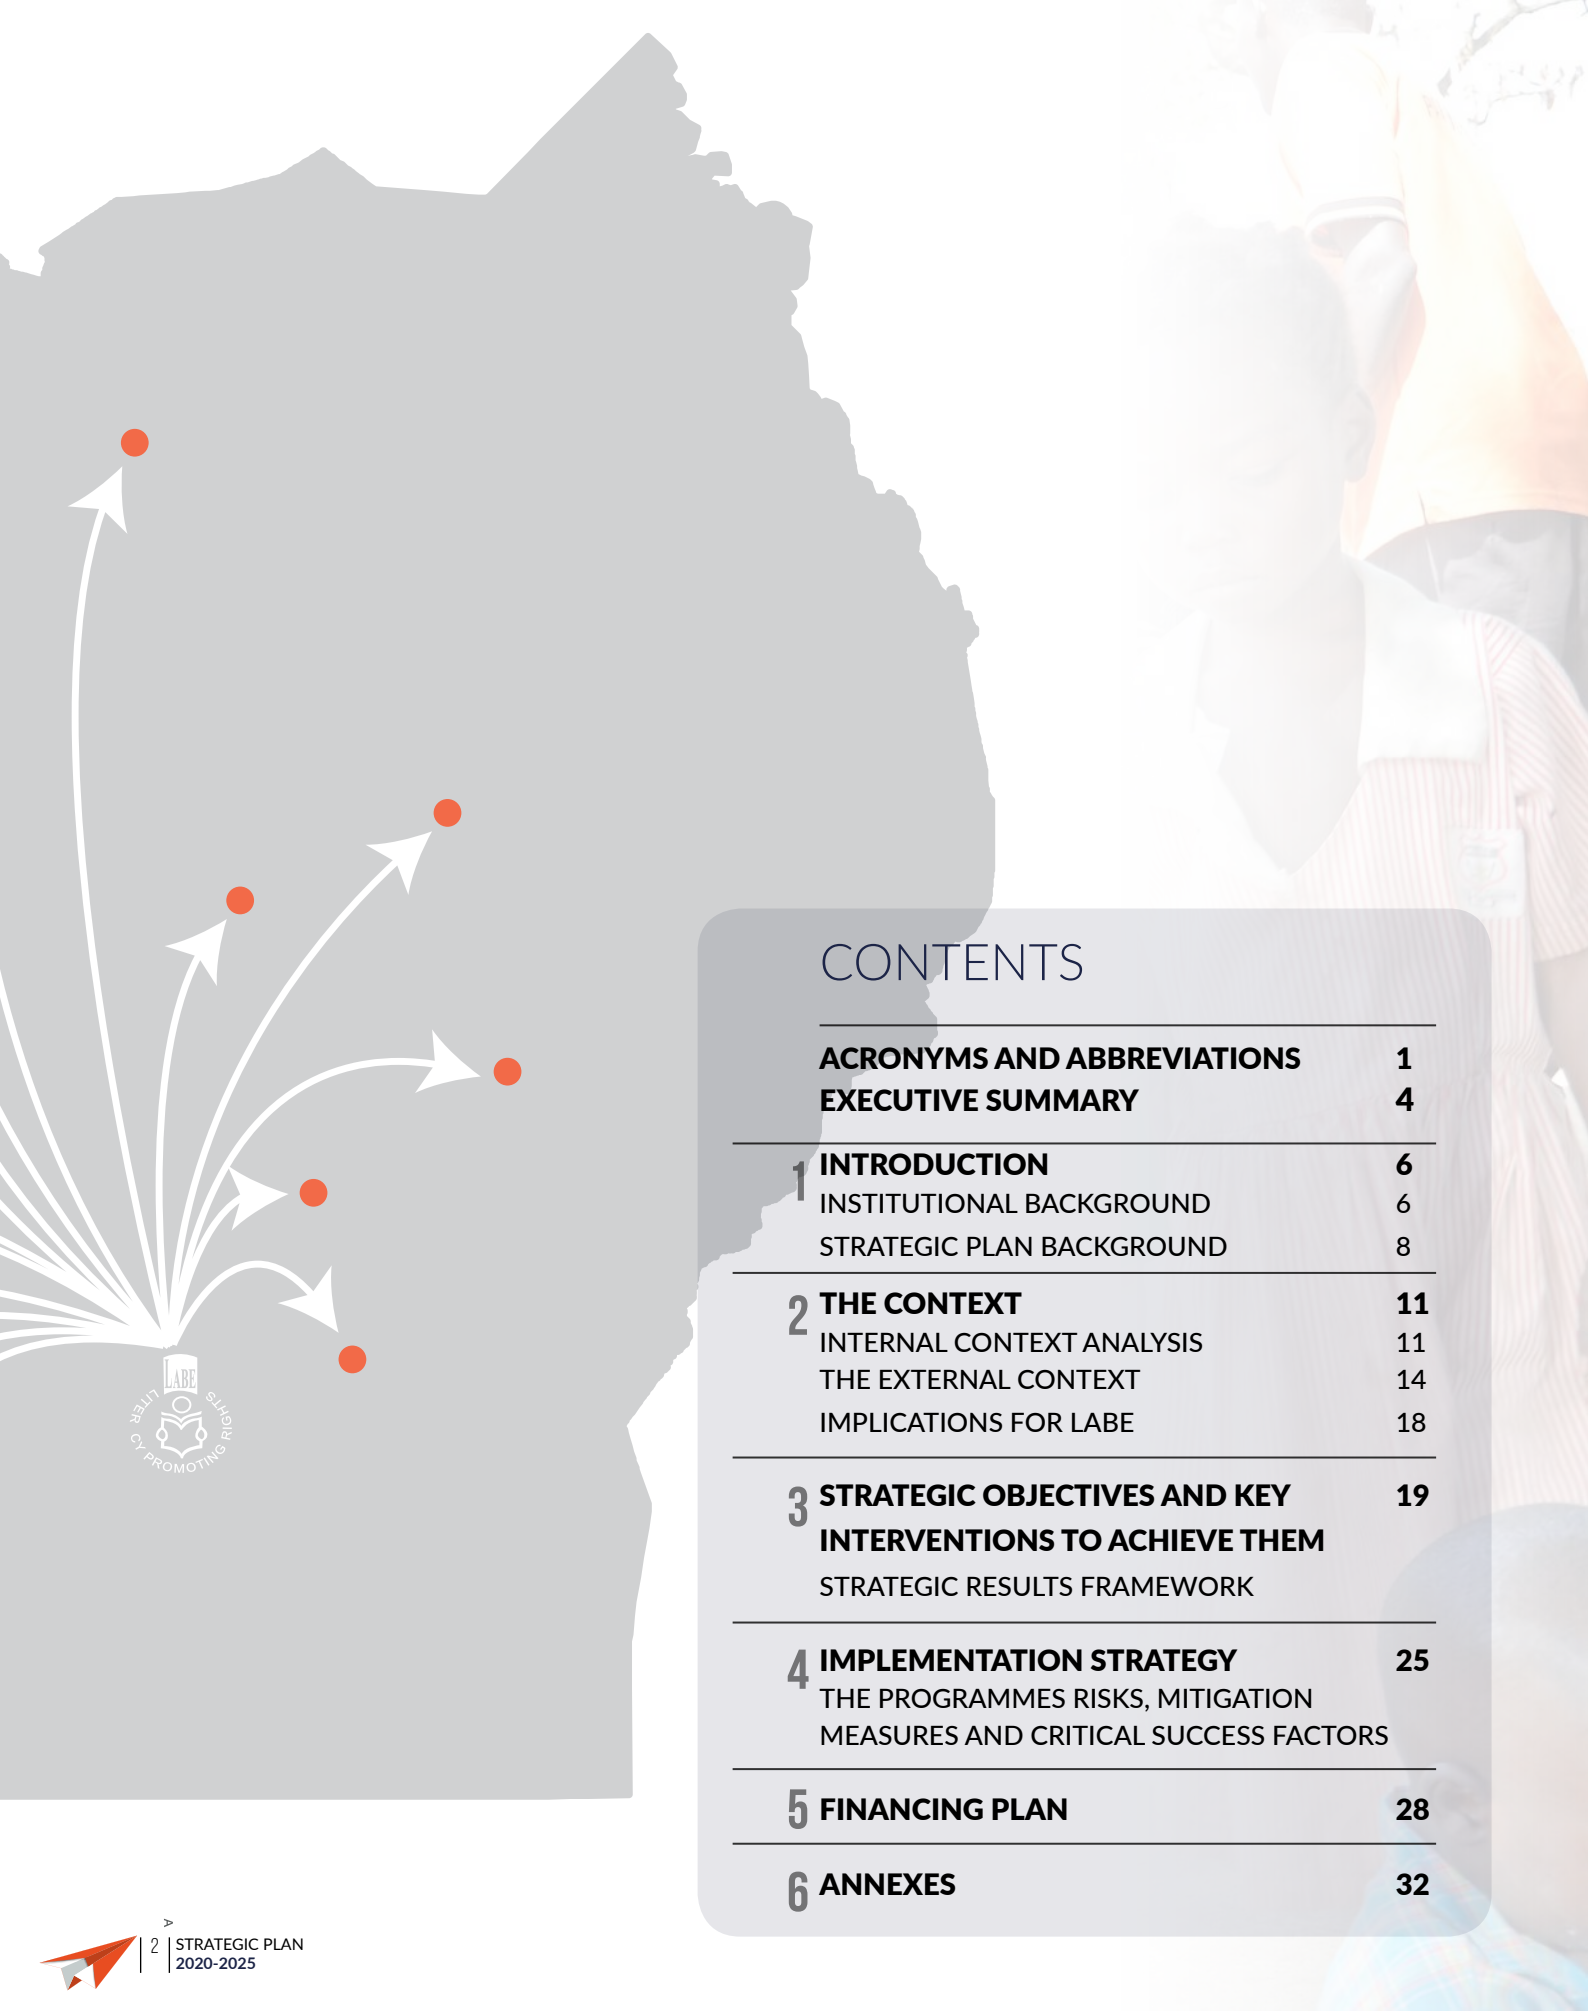 CONTENTS
ACRONYMS AND ABBREVIATIONS 1
EXECUTIVE SUMMARY 4
1 INTRODUCTION 6
INSTITUTIONAL BACKGROUND 6
STRATEGIC PLAN BACKGROUND 8
2 THE CONTEXT 11
INTERNAL CONTEXT ANALYSIS 11
THE EXTERNAL CONTEXT 14
IMPLICATIONS FOR LABE 18
3 STRATEGIC OBJECTIVES AND KEY 19
INTERVENTIONS TO ACHIEVE THEM
STRATEGIC RESULTS FRAMEWORK
4 IMPLEMENTATION STRATEGY 25
THE PROGRAMMES RISKS, MITIGATION
MEASURES AND CRITICAL SUCCESS FACTORS
5 FINANCING PLAN 28
6 ANNEXES 32
LABE
LITER CY PROMOTING RIGHTS
A
2 STRATEGIC PLAN
2020-2025